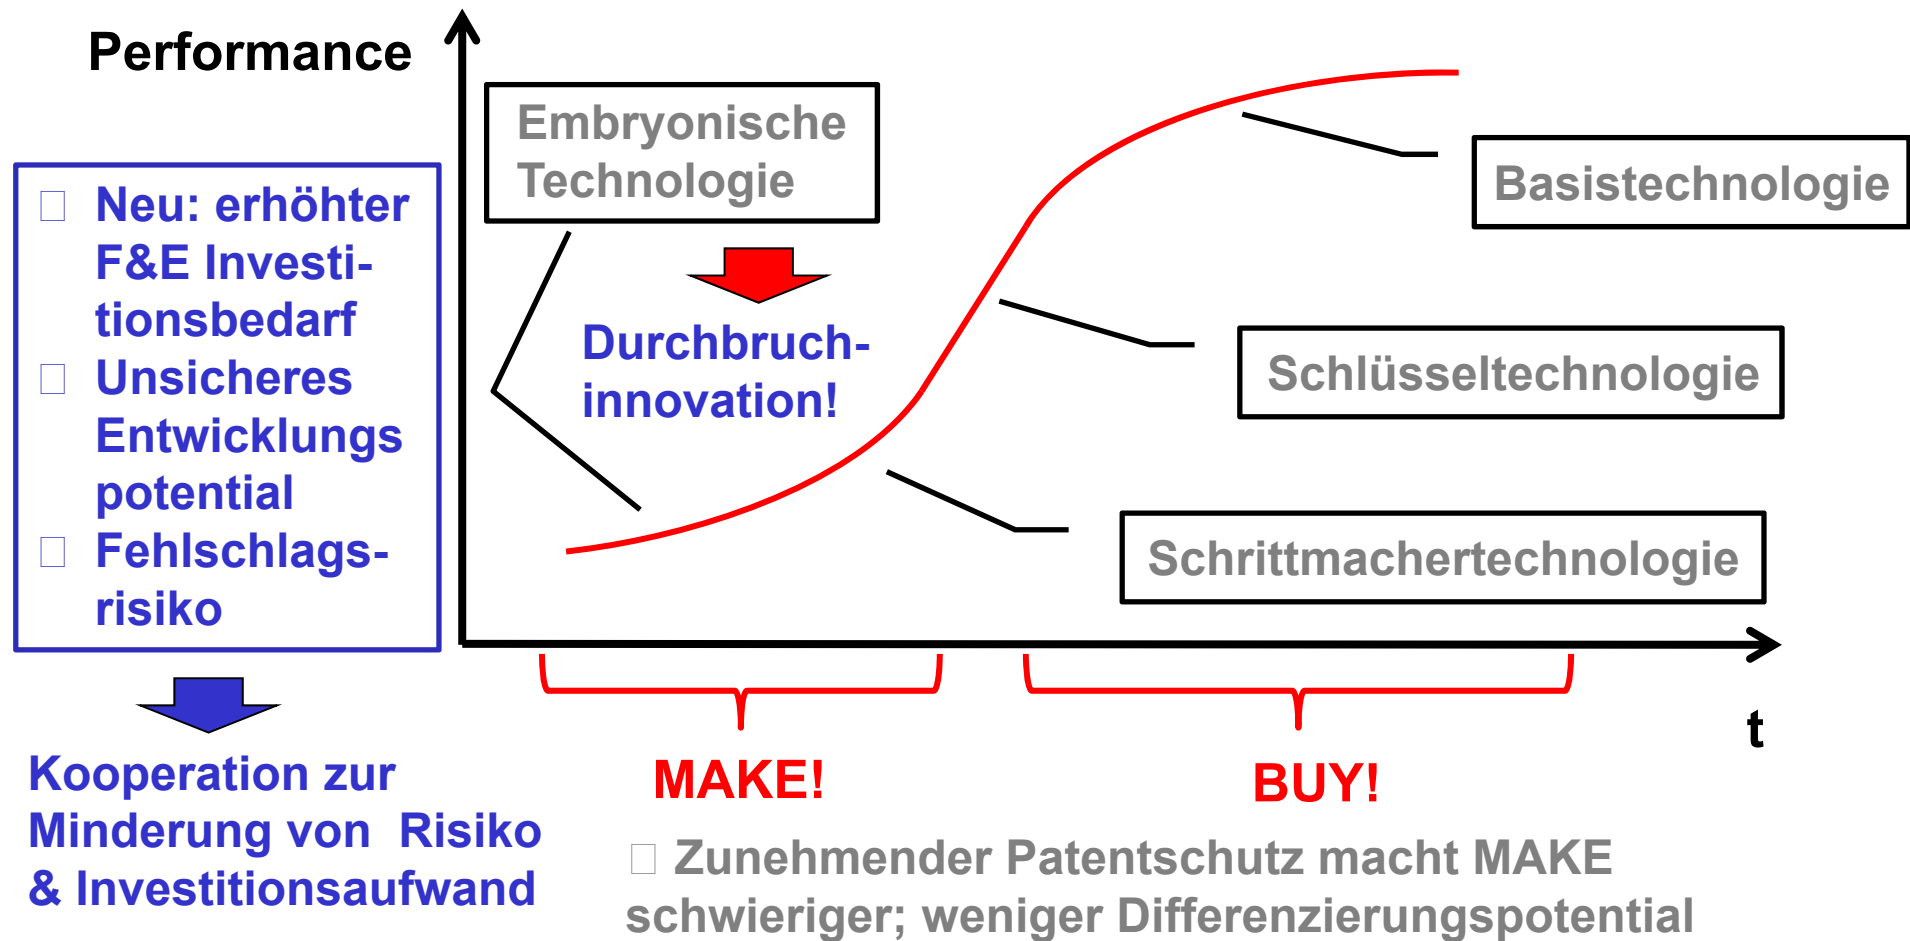 Performance
Embryonische
Technologie
Basistechnologie
Neu: erhöhter
F&E Investi-
tionsbedarf
Unsicheres
Entwicklungs
potential
Fehlschlags-
risiko
Durchbruch-
innovation!
Schlüsseltechnologie
Schrittmachertechnologie
t
Kooperation zur
Minderung von Risiko
& Investitionsaufwand
MAKE!
BUY!
Zunehmender Patentschutz macht MAKE
schwieriger; weniger Differenzierungspotential